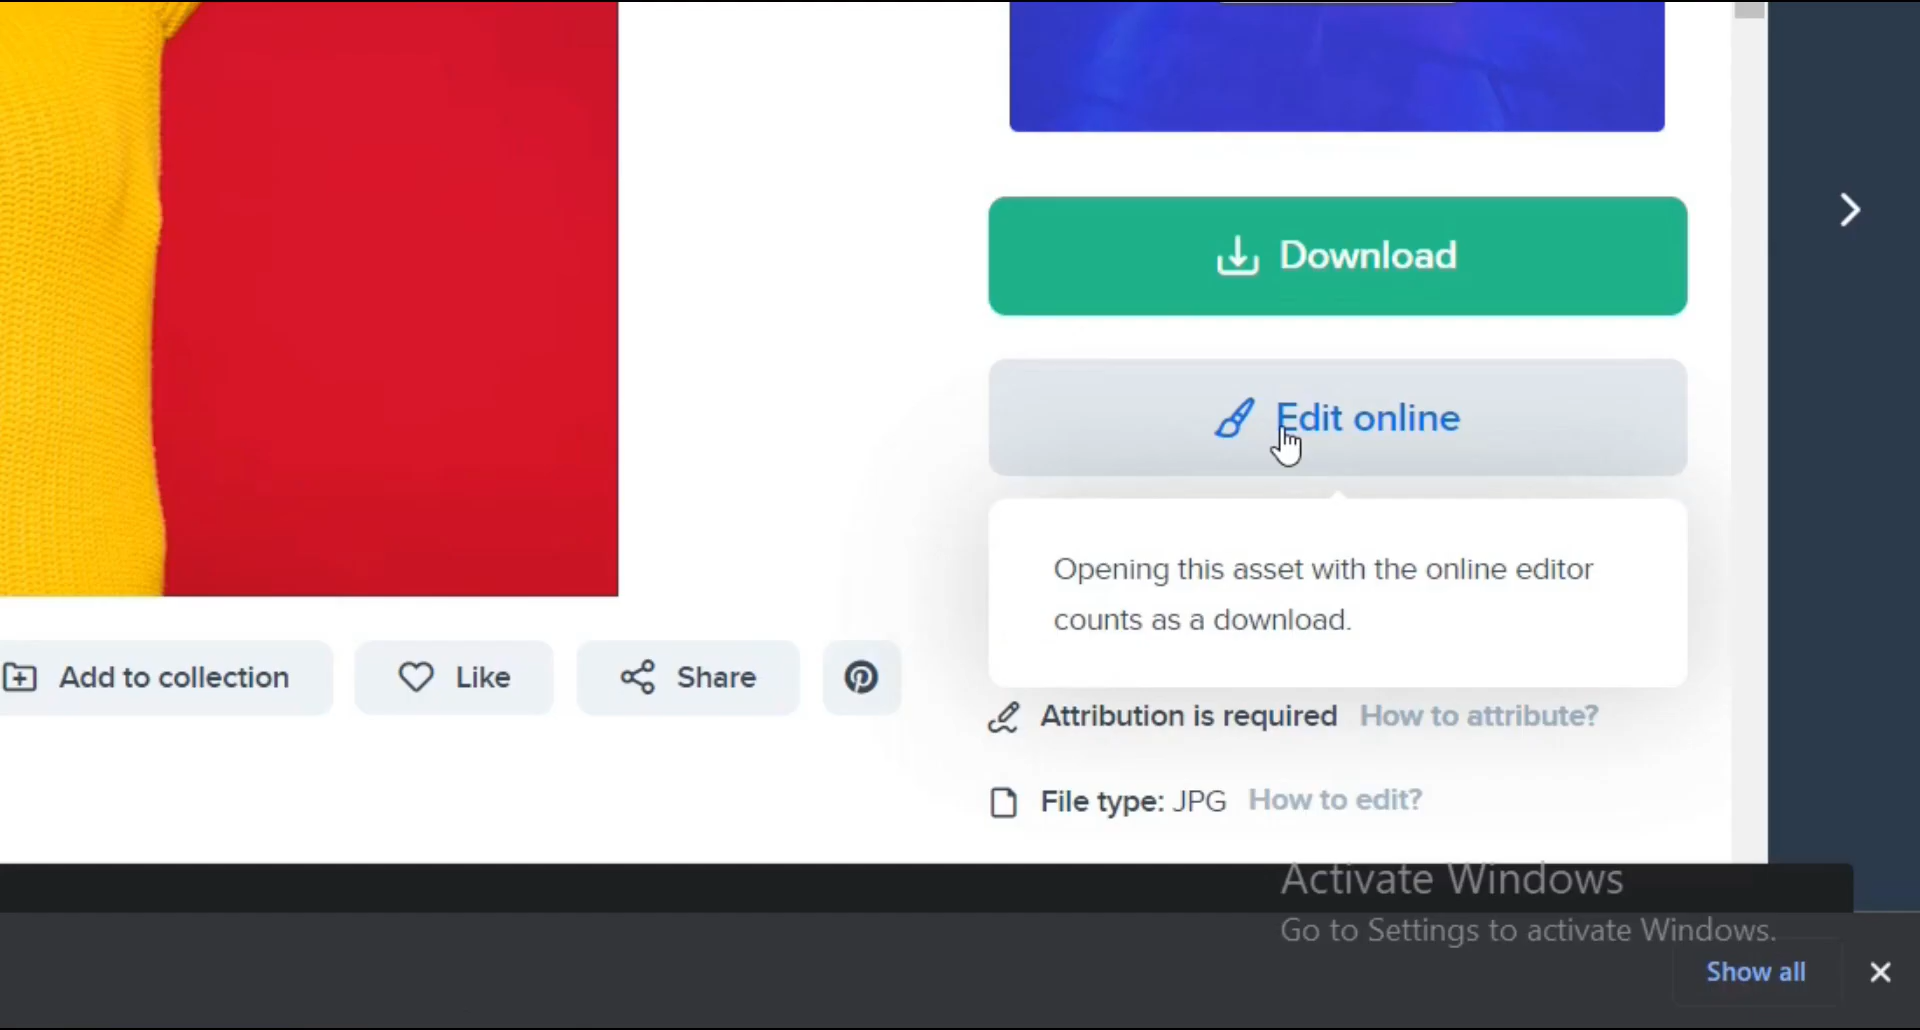 Download
Edit online
Opening this asset with the online editor
counts as a download.
Add to collection
Like
Share
Attribution is required How to attribute?
File type: JPG How to edit?
Activate Windows
Go to Settings to activate Windows.
Show all